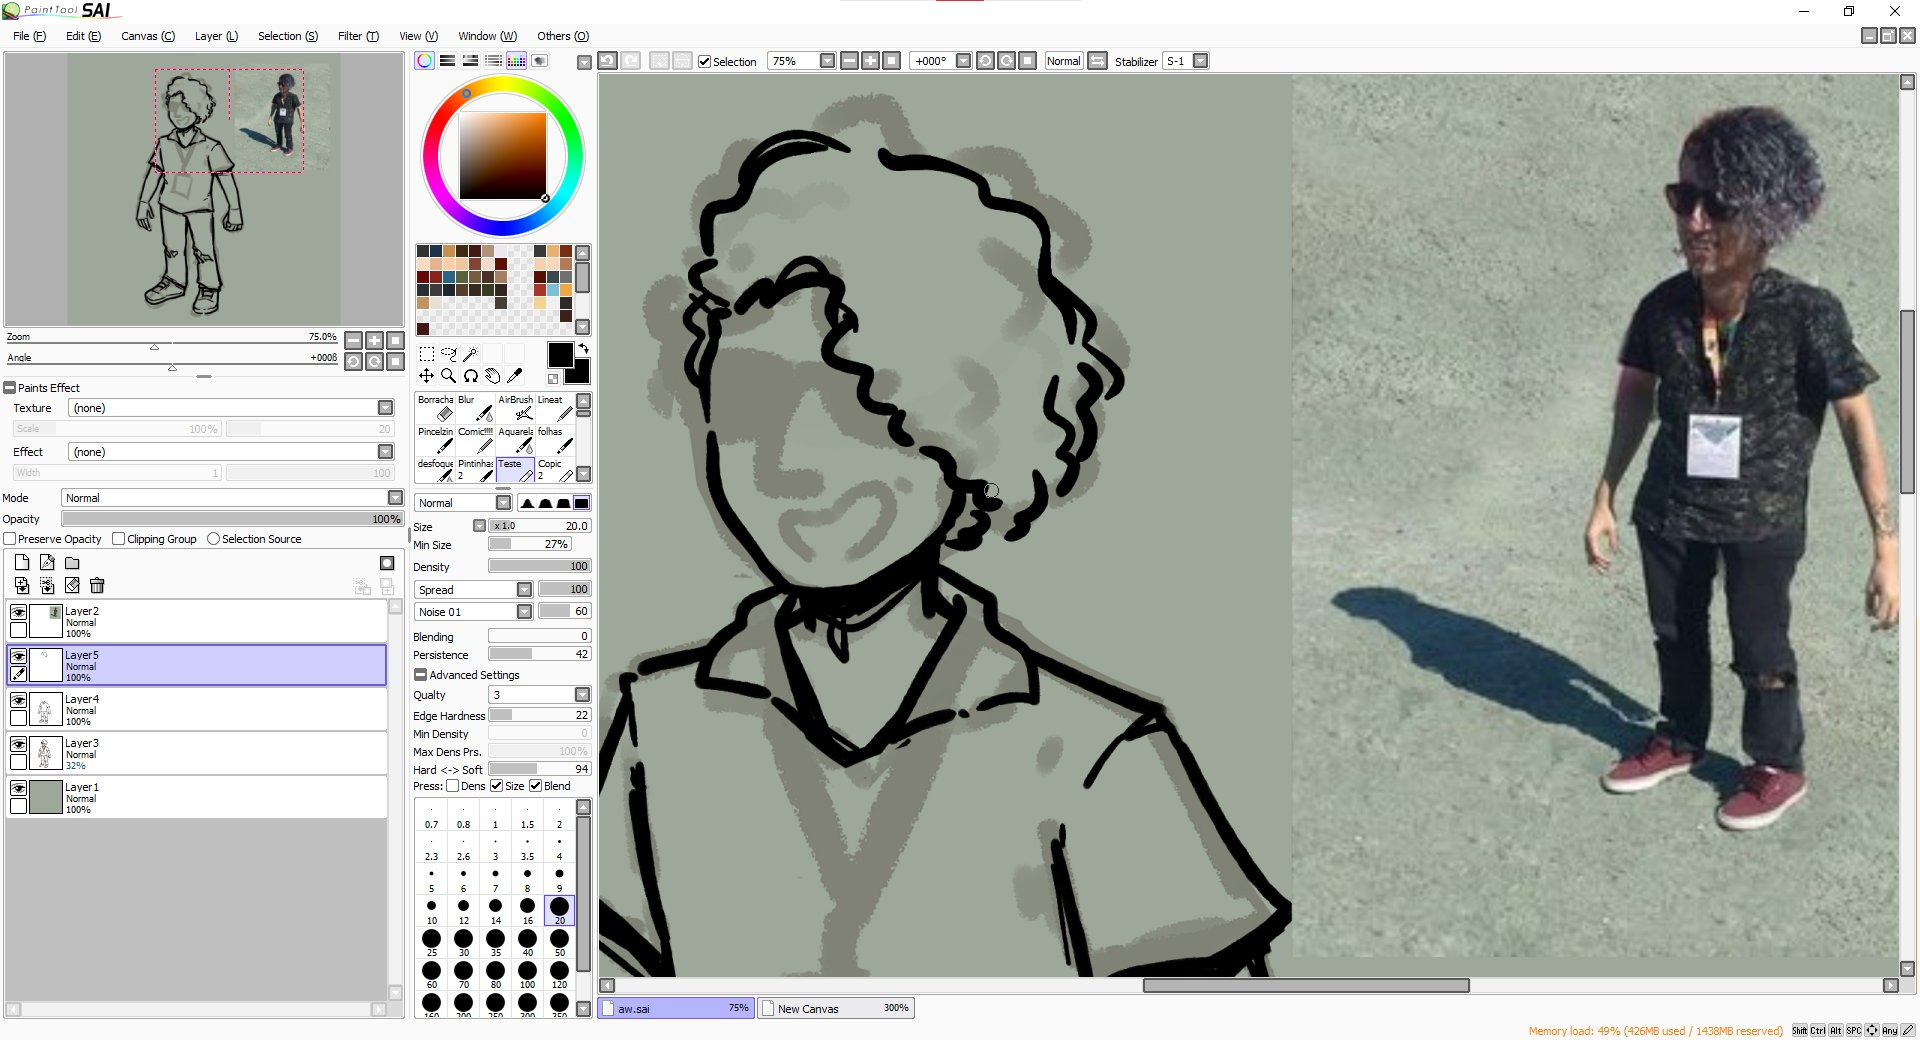 PaintTool SAI
File (F) Edit (E) Canvas (C) Layer (L) Selection (S) Filter (T) View (V) Window (W) Others (O)
Selection 75% +000° Normal Stabilizer S-1
Zoom 75.0%
Angle +000ß
Paints Effect
Texture (none)
Scale 100% 20
Effect (none)
Width 1 100
Mode Normal
Opacity 100%
Preserve Opacity Clipping Group Selection Source
Layer2
Normal
100%
Layer5
Normal
100%
Layer4
Normal
100%
Layer3
Normal
32%
Layer1
Normal
100%
Borracha Blur AirBrush Lineat
Pincelzin Comic!!!! Aquarela folhas
desfoque Pintinhas 2 Teste Copic 2
Normal
Size x 1.0 20.0
Min Size 27%
Density 100
Spread 100
Noise 01 60
Blending 0
Persistence 42
Advanced Settings
Qualty 3
Edge Hardness 22
Min Density 0
Max Dens Prs. 100%
Hard <-> Soft 94
Press: Dens Size Blend
0.7 0.8 1 1.5 2
2.3 2.6 3 3.5 4
5 6 7 8 9
10 12 14 16 20
25 30 35 40 50
60 70 80 100 120
160 200 250 300 350
aw.sai 75% New Canvas 300%
Memory load: 49% (426MB used / 1438MB reserved) Shift Ctrl Alt SPC Any